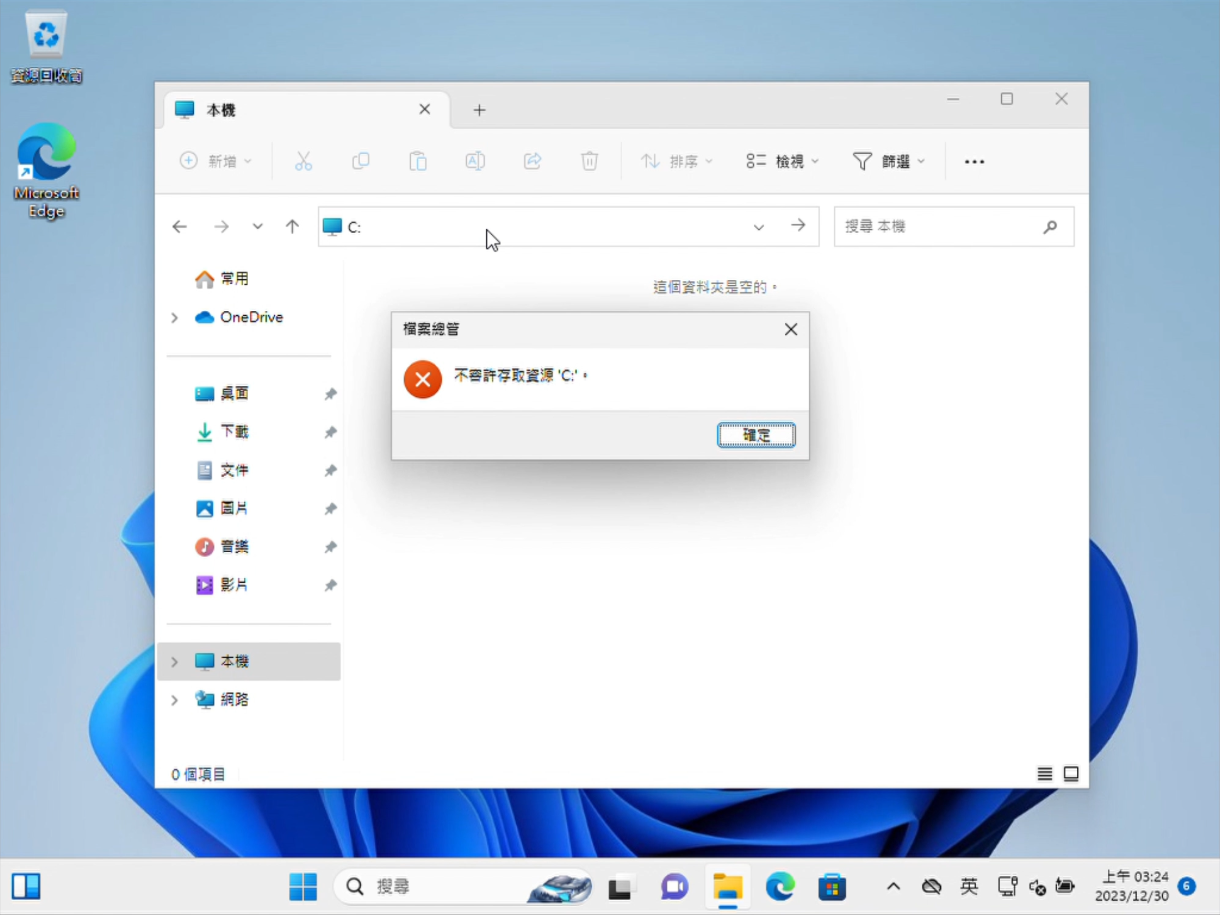 資源回收筒
Microsoft
Edge
本機
新增
排序
檢視
篩選
C:
搜尋 本機
常用
OneDrive
桌面
下載
文件
圖片
音樂
影片
本機
網路
這個資料夾是空的。
檔案總管
不容許存取資源 'C:'。
確定
0 個項目
搜尋
英
上午 03:24
2023/12/30
6